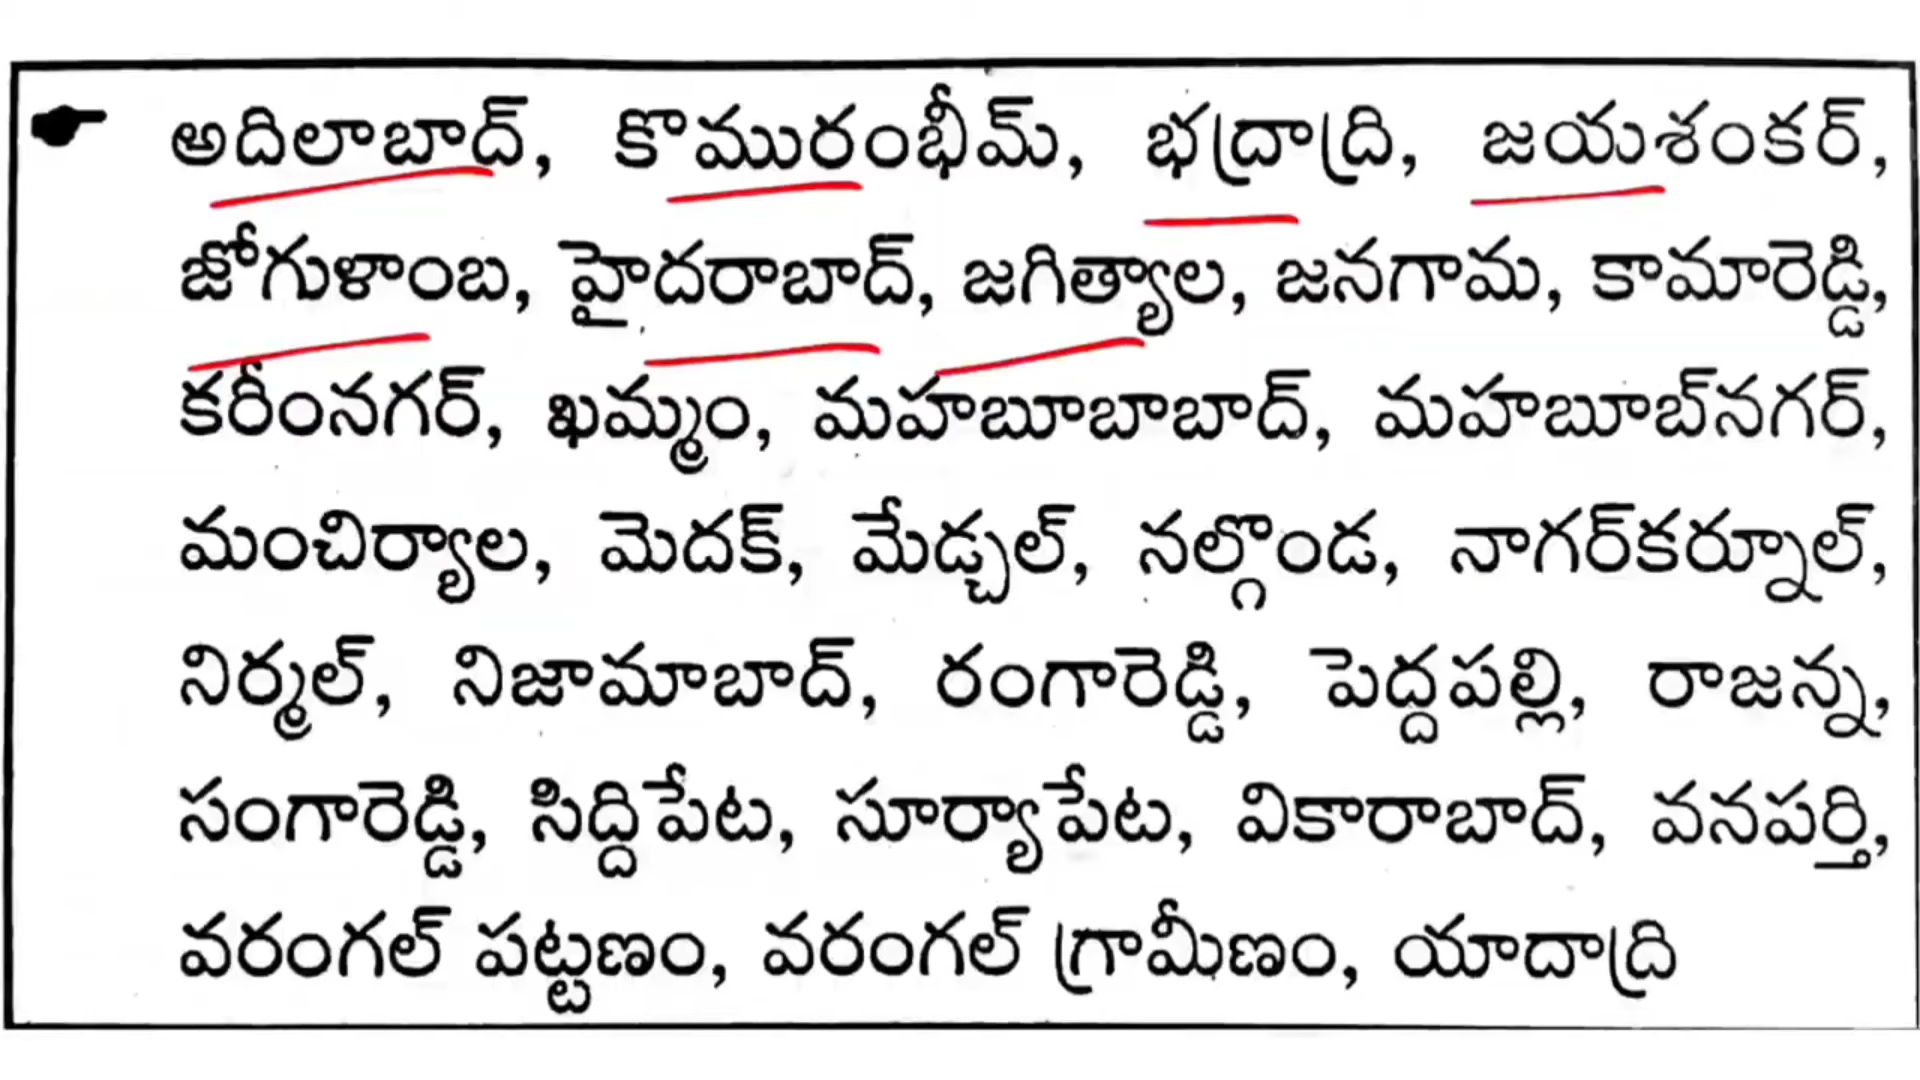 అదిలాబాద్, కొమురంభీమ్, భద్రాద్రి, జయశంకర్,
జోగుళాంబ, హైదరాబాద్, జగిత్యాల, జనగామ, కామారెడ్డి,
కరీంనగర్, ఖమ్మం, మహబూబాబాద్, మహబూబ్‌నగర్,
మంచిర్యాల, మెదక్, మేడ్చల్, నల్గొండ, నాగర్‌కర్నూల్,
నిర్మల్, నిజామాబాద్, రంగారెడ్డి, పెద్దపల్లి, రాజన్న,
సంగారెడ్డి, సిద్దిపేట, సూర్యాపేట, వికారాబాద్, వనపర్తి,
వరంగల్ పట్టణం, వరంగల్ గ్రామీణం, యాదాద్రి